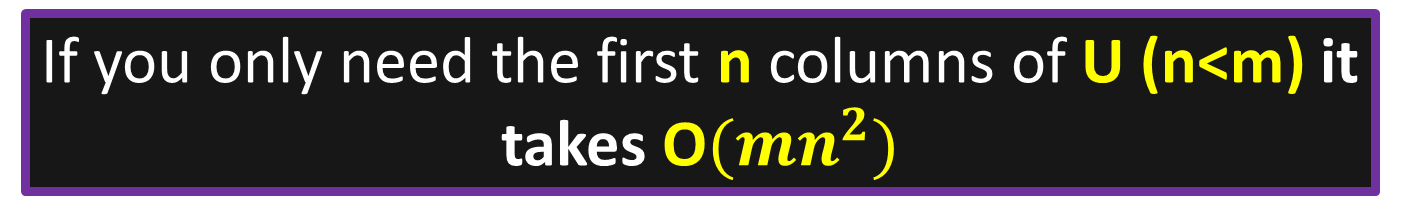 If you only need the first n columns of U (n<m) it
takes O(mn²)